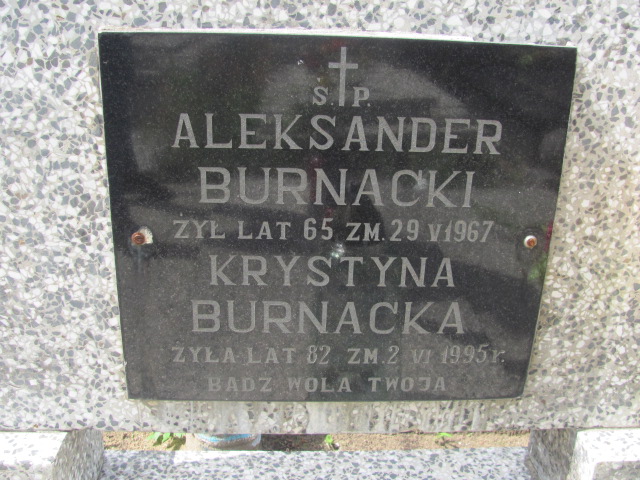 S. P.
ALEKSANDER
BURNACKI
ŻYŁ LAT 65 ZM. 29 VI 1967
KRYSTYNA
BURNACKA
ŻYŁA LAT 82 ZM. 2 VI 1995 r.
BĄDŹ WOLA TWOJA